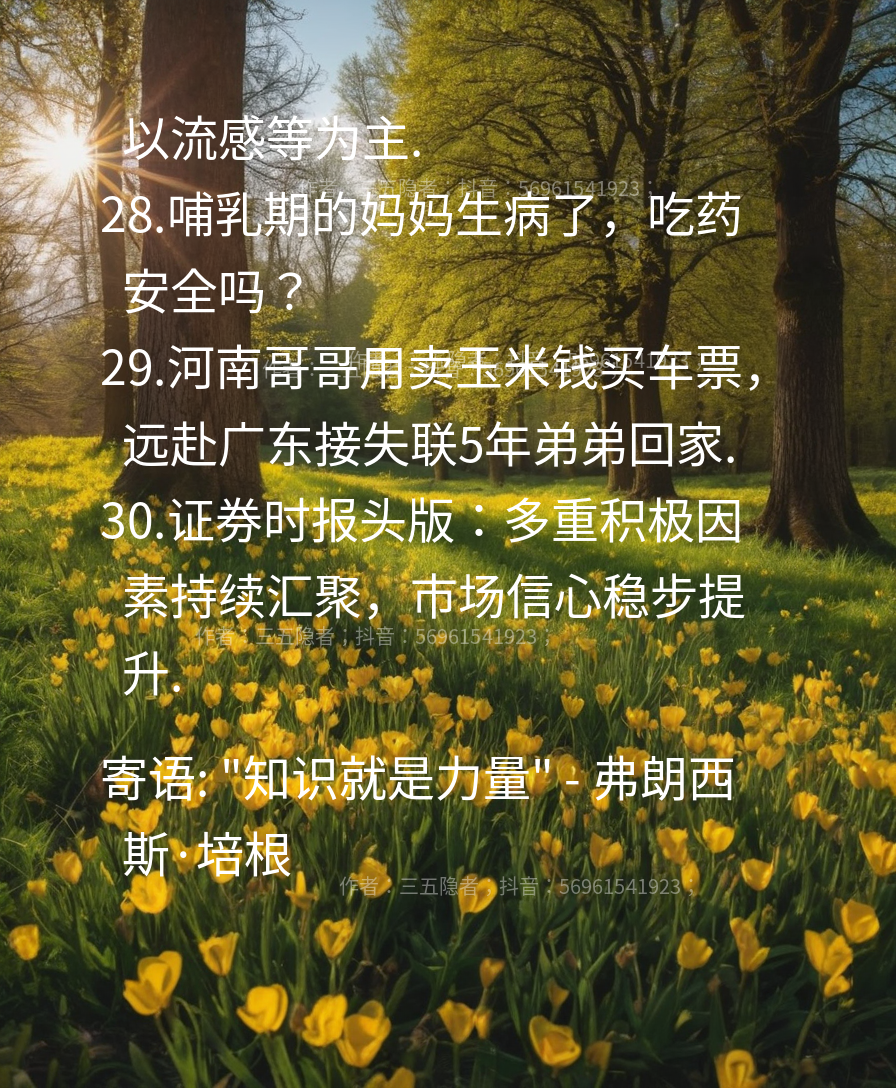 以流感等为主.
作者：三五隐者；抖音：56961541923；
28.哺乳期的妈妈生病了，吃药
安全吗？
29.河南哥哥用卖玉米钱买车票，
远赴广东接失联5年弟弟回家.
30.证券时报头版：多重积极因
素持续汇聚，市场信心稳步提
作者：三五隐者；抖音：56961541923；
升.
寄语: "知识就是力量" - 弗朗西
斯·培根
作者：三五隐者；抖音：56961541923；